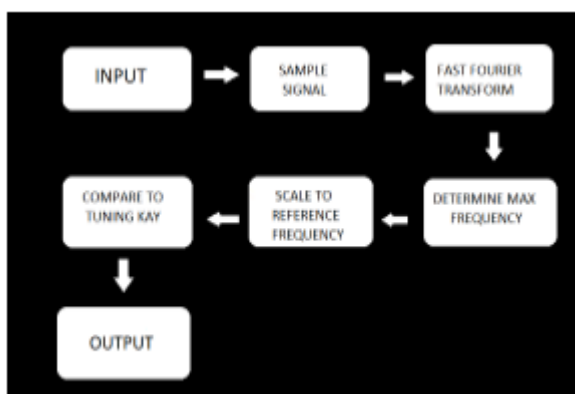 INPUT
SAMPLE
SIGNAL
FAST FOURIER
TRANSFORM
DETERMINE MAX
FREQUENCY
SCALE TO
REFERENCE
FREQUENCY
COMPARE TO
TUNING KAY
OUTPUT